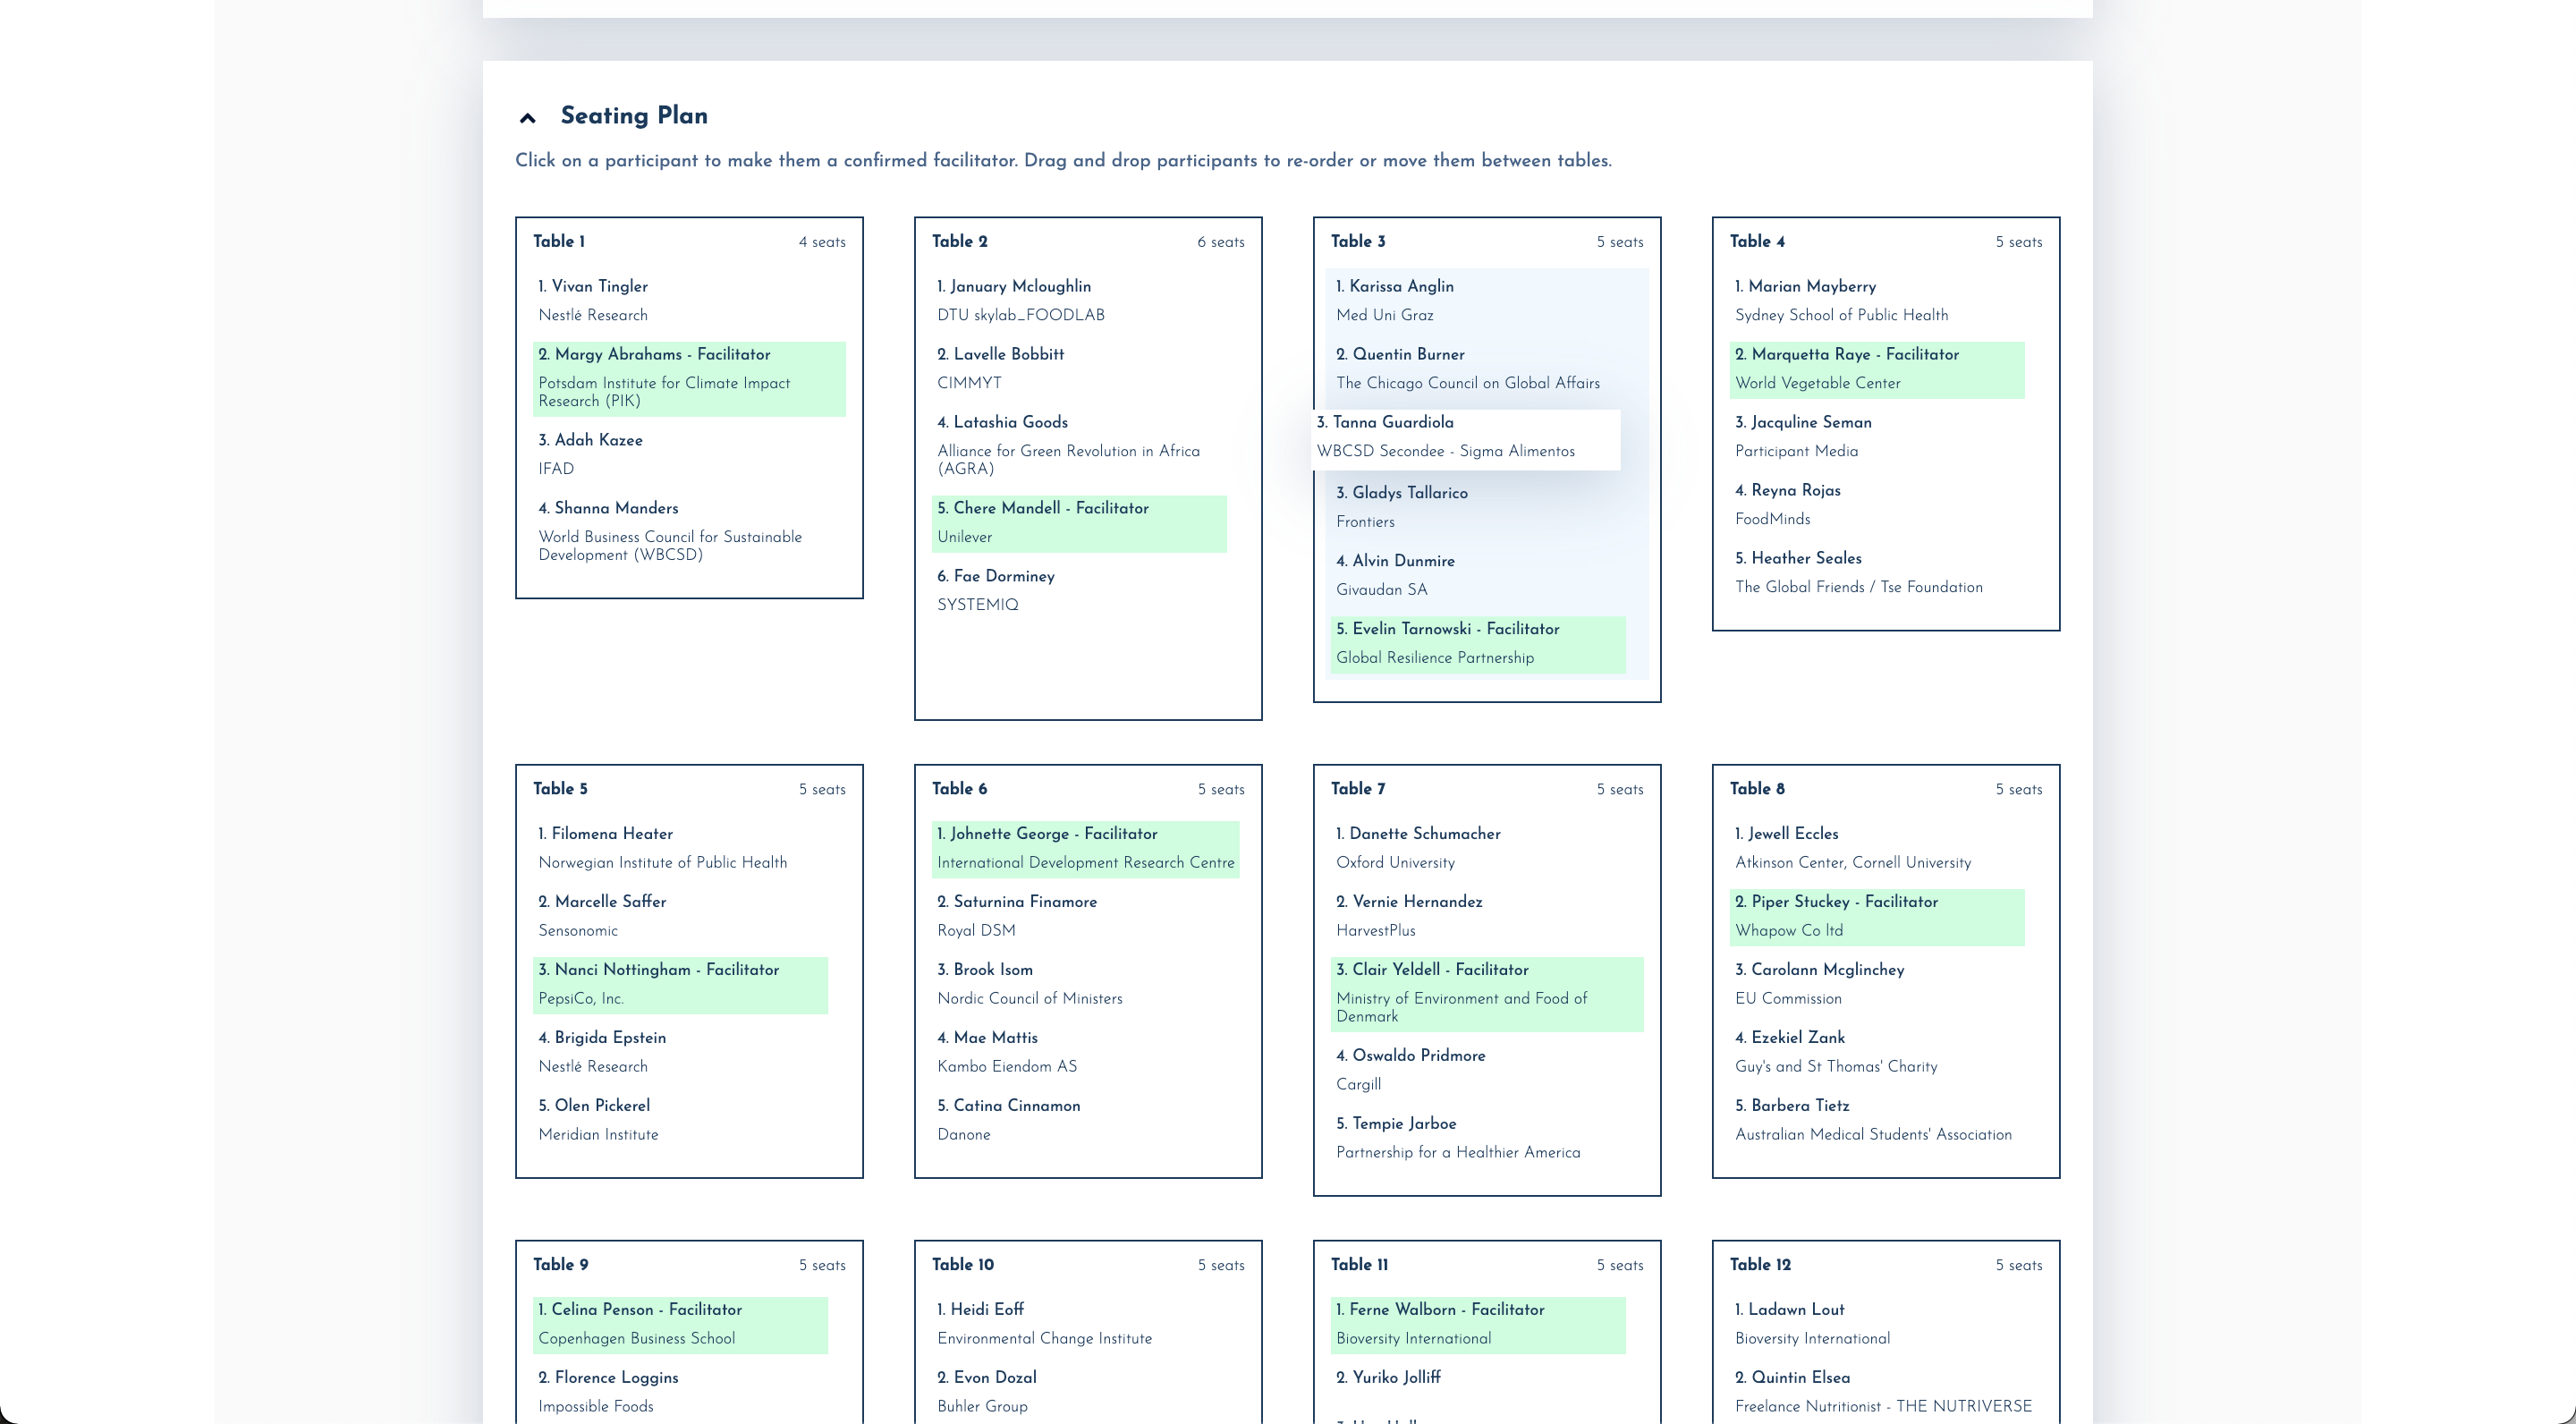 Seating Plan
Click on a participant to make them a confirmed facilitator. Drag and drop participants to re-order or move them between tables.
Table 1
4 seats
1. Vivan Tingler
Nestlé Research
2. Margy Abrahams - Facilitator
Potsdam Institute for Climate Impact
Research (PIK)
3. Adah Kazee
IFAD
4. Shanna Manders
World Business Council for Sustainable
Development (WBCSD)
Table 2
6 seats
1. January Mcloughlin
DTU skylab_FOODLAB
2. Lavelle Bobbitt
CIMMYT
4. Latashia Goods
Alliance for Green Revolution in Africa
(AGRA)
5. Chere Mandell - Facilitator
Unilever
6. Fae Dorminey
SYSTEMIQ
Table 3
5 seats
1. Karissa Anglin
Med Uni Graz
2. Quentin Burner
The Chicago Council on Global Affairs
3. Tanna Guardiola
WBCSD Secondee - Sigma Alimentos
3. Gladys Tallarico
Frontiers
4. Alvin Dunmire
Givaudan SA
5. Evelin Tarnowski - Facilitator
Global Resilience Partnership
Table 4
5 seats
1. Marian Mayberry
Sydney School of Public Health
2. Marquetta Raye - Facilitator
World Vegetable Center
3. Jacquline Seman
Participant Media
4. Reyna Rojas
FoodMinds
5. Heather Seales
The Global Friends / Tse Foundation
Table 5
5 seats
1. Filomena Heater
Norwegian Institute of Public Health
2. Marcelle Saffer
Sensonomic
3. Nanci Nottingham - Facilitator
PepsiCo, Inc.
4. Brigida Epstein
Nestlé Research
5. Olen Pickerel
Meridian Institute
Table 6
5 seats
1. Johnette George - Facilitator
International Development Research Centre
2. Saturnina Finamore
Royal DSM
3. Brook Isom
Nordic Council of Ministers
4. Mae Mattis
Kambo Eiendom AS
5. Catina Cinnamon
Danone
Table 7
5 seats
1. Danette Schumacher
Oxford University
2. Vernie Hernandez
HarvestPlus
3. Clair Yeldell - Facilitator
Ministry of Environment and Food of
Denmark
4. Oswaldo Pridmore
Cargill
5. Tempie Jarboe
Partnership for a Healthier America
Table 8
5 seats
1. Jewell Eccles
Atkinson Center, Cornell University
2. Piper Stuckey - Facilitator
Whapow Co ltd
3. Carolann Mcglinchey
EU Commission
4. Ezekiel Zank
Guy's and St Thomas' Charity
5. Barbera Tietz
Australian Medical Students' Association
Table 9
5 seats
1. Celina Penson - Facilitator
Copenhagen Business School
2. Florence Loggins
Impossible Foods
Table 10
5 seats
1. Heidi Eoff
Environmental Change Institute
2. Evon Dozal
Buhler Group
Table 11
5 seats
1. Ferne Walborn - Facilitator
Bioversity International
2. Yuriko Jolliff
Table 12
5 seats
1. Ladawn Lout
Bioversity International
2. Quintin Elsea
Freelance Nutritionist - THE NUTRIVERSE